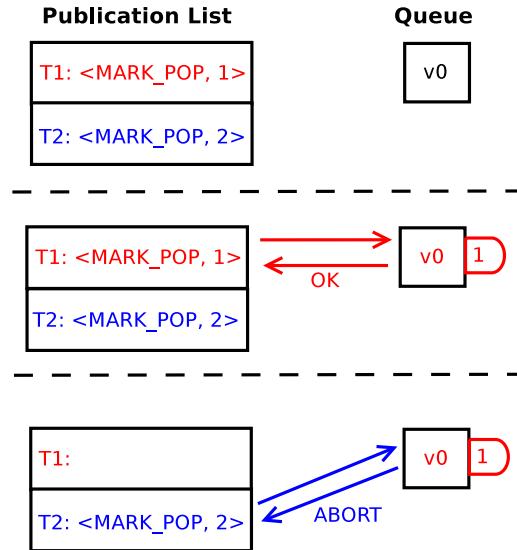 Publication List Queue
T1: <MARK_POP, 1> v0
T2: <MARK_POP, 2>
T1: <MARK_POP, 1> v0 1
OK
T2: <MARK_POP, 2>
T1: v0 1
T2: <MARK_POP, 2> ABORT